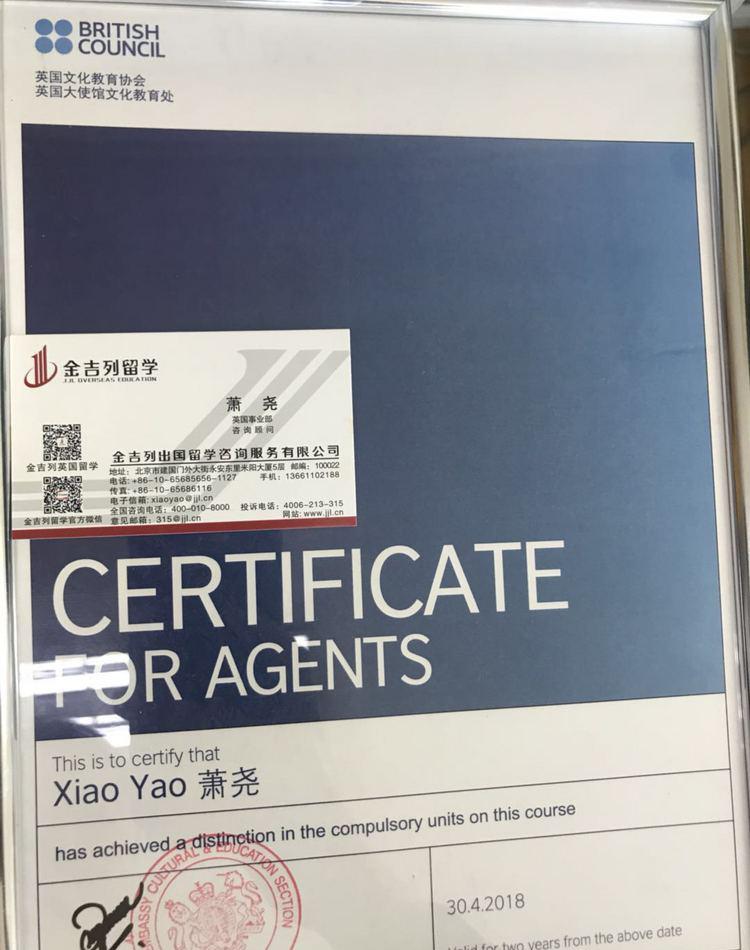 BRITISH
COUNCIL
英国文化教育协会
英国大使馆文化教育处
金吉列留学
JJL OVERSEAS EDUCATION
萧 尧
英国事业部
咨询顾问
金吉列英国留学
金吉列留学官方微信
金吉列出国留学咨询服务有限公司
地址：北京市建国门外大街永安东里米阳大厦5层 邮编：100022
电话：+86-10-65685656-1127 手机：13661102188
传真：+86-10-65686116
电子信箱：xiaoyao@jjl.cn
全国咨询电话：400-010-8000 投诉电话：4006-213-315
意见邮箱：315@jjl.cn 网站：www.jjl.cn
CERTIFICATE
FOR AGENTS
This is to certify that
Xiao Yao 萧尧
has achieved a distinction in the compulsory units on this course
CULTURAL & EDUCATION SECTION
30.4.2018
Valid for two years from the above date